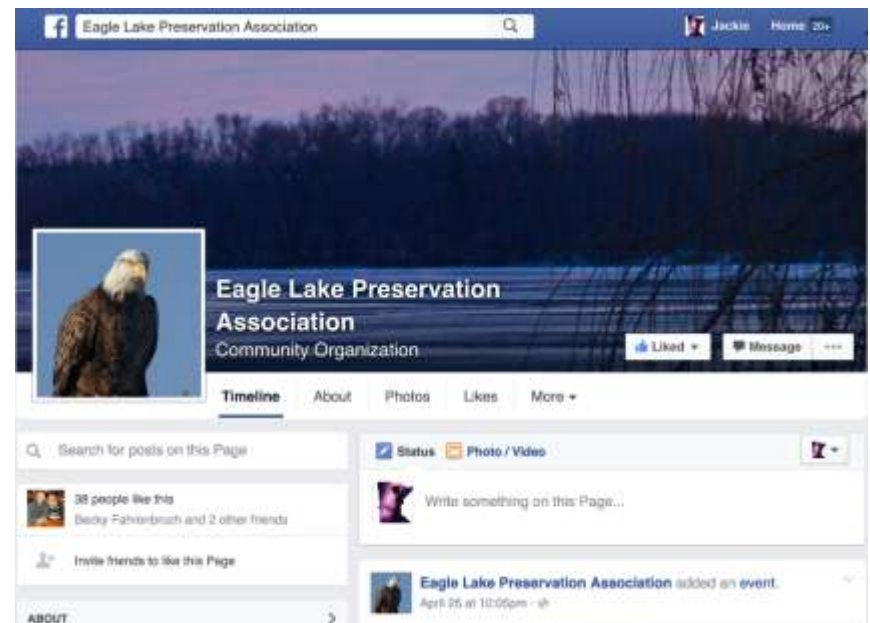 f Eagle Lake Preservation Association
Jackie Home 20+
Eagle Lake Preservation
Association
Community Organization
Liked Message ...
Timeline About Photos Likes More
Search for posts on this Page
38 people like this
Becky Fahrenbruch and 2 other friends
Invite friends to like this Page
ABOUT
Status Photo / Video
Write something on this Page...
Eagle Lake Preservation Association added an event.
April 25 at 10:05pm